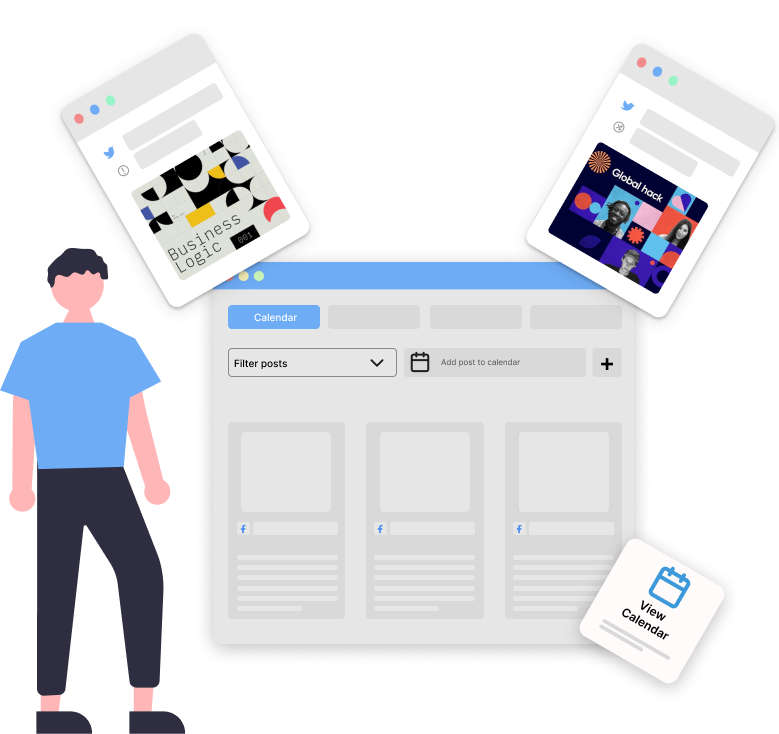 Business
Logic 001
Global hack
Calendar
Filter posts
Add post to calendar
View
Calendar